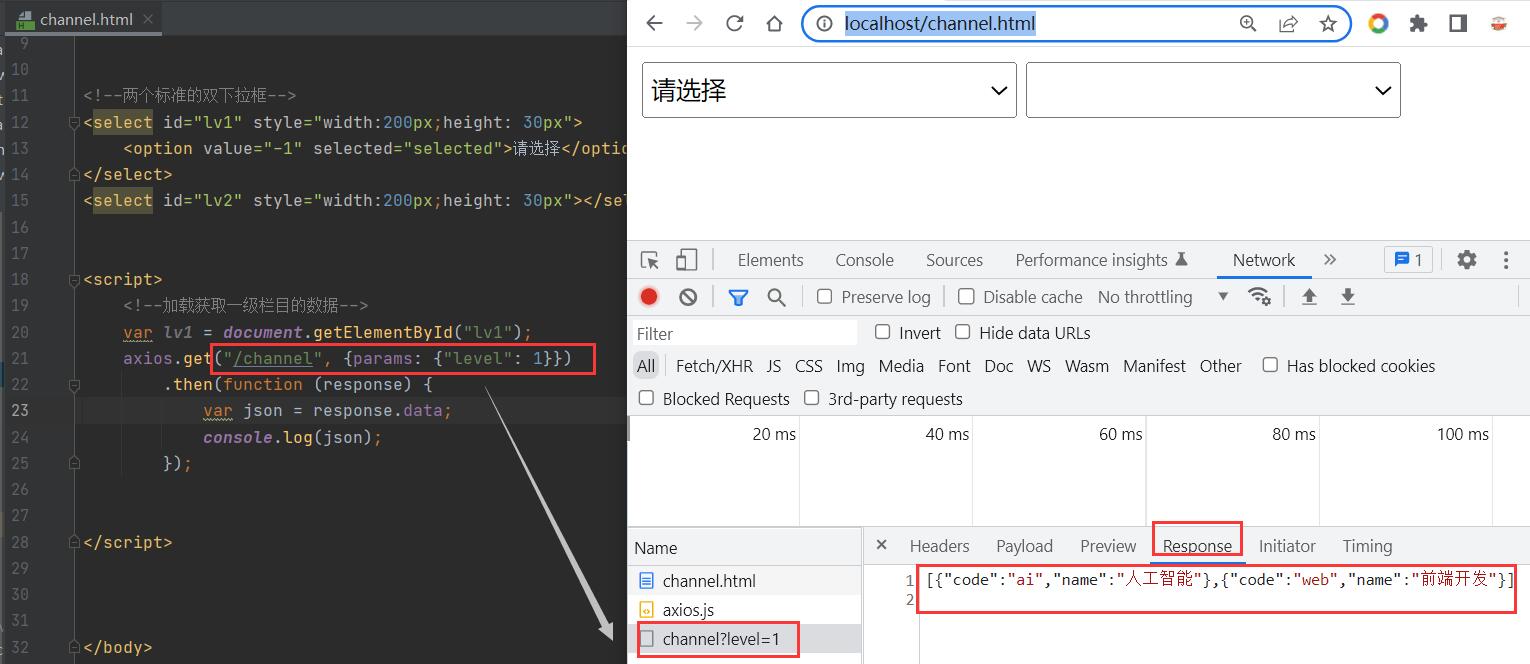 channel.html
9
10
11 <!--两个标准的双下拉框-->
12 <select id="lv1" style="width:200px;height: 30px">
13 <option value="-1" selected="selected">请选择</optio
14 </select>
15 <select id="lv2" style="width:200px;height: 30px"></sel
16
17
18 <script>
19 <!--加载获取一级栏目的数据-->
20 var lv1 = document.getElementById("lv1");
21 axios.get("/channel", {params: {"level": 1}})
22 .then(function (response) {
23 var json = response.data;
24 console.log(json);
25 });
26
27
28 </script>
29
30
31
32 </body>
localhost/channel.html
请选择
Elements Console Sources Performance insights Network 1
Preserve log Disable cache No throttling
Filter Invert Hide data URLs
All Fetch/XHR JS CSS Img Media Font Doc WS Wasm Manifest Other Has blocked cookies
Blocked Requests 3rd-party requests
20 ms 40 ms 60 ms 80 ms 100 ms
Name
channel.html
axios.js
channel?level=1
Headers Payload Preview Response Initiator Timing
1 [{"code":"ai","name":"人工智能"},{"code":"web","name":"前端开发"}]
2